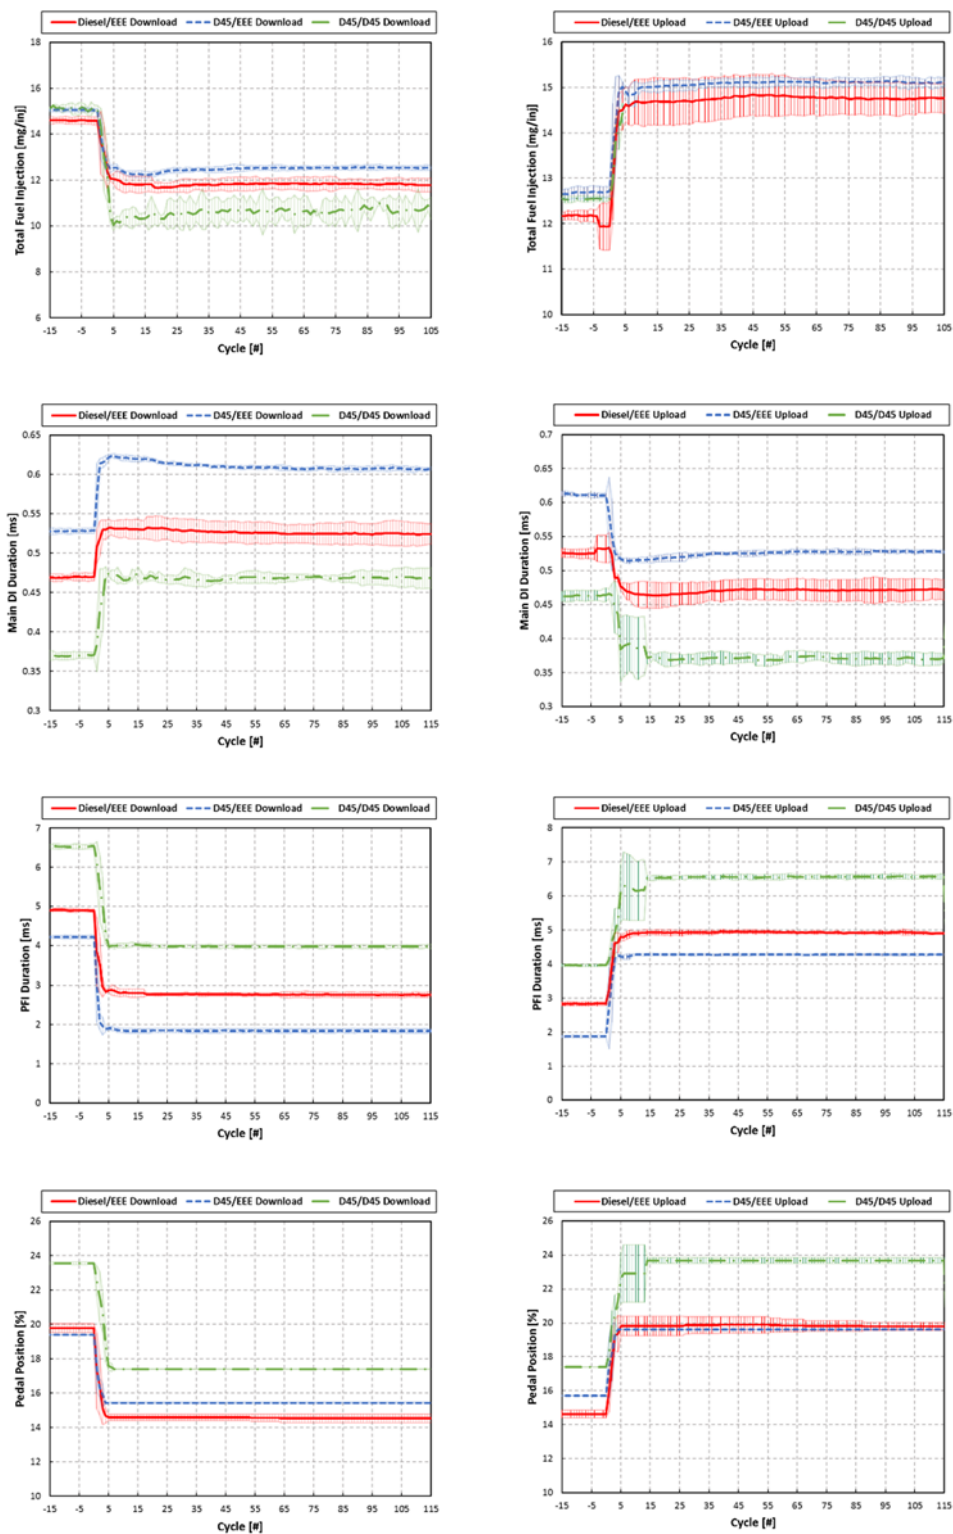 Diesel/EEE Download D45/EEE Download D45/D45 Download
Total Fuel Injection [mg/inj]
18
16
14
12
10
8
6
-15 -5 5 15 25 35 45 55 65 75 85 95 105
Cycle [#]
Diesel/EEE Upload D45/EEE Upload D45/D45 Upload
Total Fuel Injection [mg/inj]
16
15
14
13
12
11
10
-15 -5 5 15 25 35 45 55 65 75 85 95 105
Cycle [#]
Diesel/EEE Download D45/EEE Download D45/D45 Download
Main DI Duration [ms]
0.65
0.6
0.55
0.5
0.45
0.4
0.35
0.3
-15 -5 5 15 25 35 45 55 65 75 85 95 105 115
Cycle [#]
Diesel/EEE Upload D45/EEE Upload D45/D45 Upload
Main DI Duration [ms]
0.7
0.65
0.6
0.55
0.5
0.45
0.4
0.35
0.3
-15 -5 5 15 25 35 45 55 65 75 85 95 105 115
Cycle [#]
Diesel/EEE Download D45/EEE Download D45/D45 Download
PFI Duration [ms]
7
6
5
4
3
2
1
0
-15 -5 5 15 25 35 45 55 65 75 85 95 105 115
Cycle [#]
Diesel/EEE Upload D45/EEE Upload D45/D45 Upload
PFI Duration [ms]
8
7
6
5
4
3
2
1
0
-15 -5 5 15 25 35 45 55 65 75 85 95 105 115
Cycle [#]
Diesel/EEE Download D45/EEE Download D45/D45 Download
Pedal Position [%]
26
24
22
20
18
16
14
12
10
-15 -5 5 15 25 35 45 55 65 75 85 95 105 115
Cycle [#]
Diesel/EEE Upload D45/EEE Upload D45/D45 Upload
Pedal Position [%]
26
24
22
20
18
16
14
12
10
-15 -5 5 15 25 35 45 55 65 75 85 95 105 115
Cycle [#]